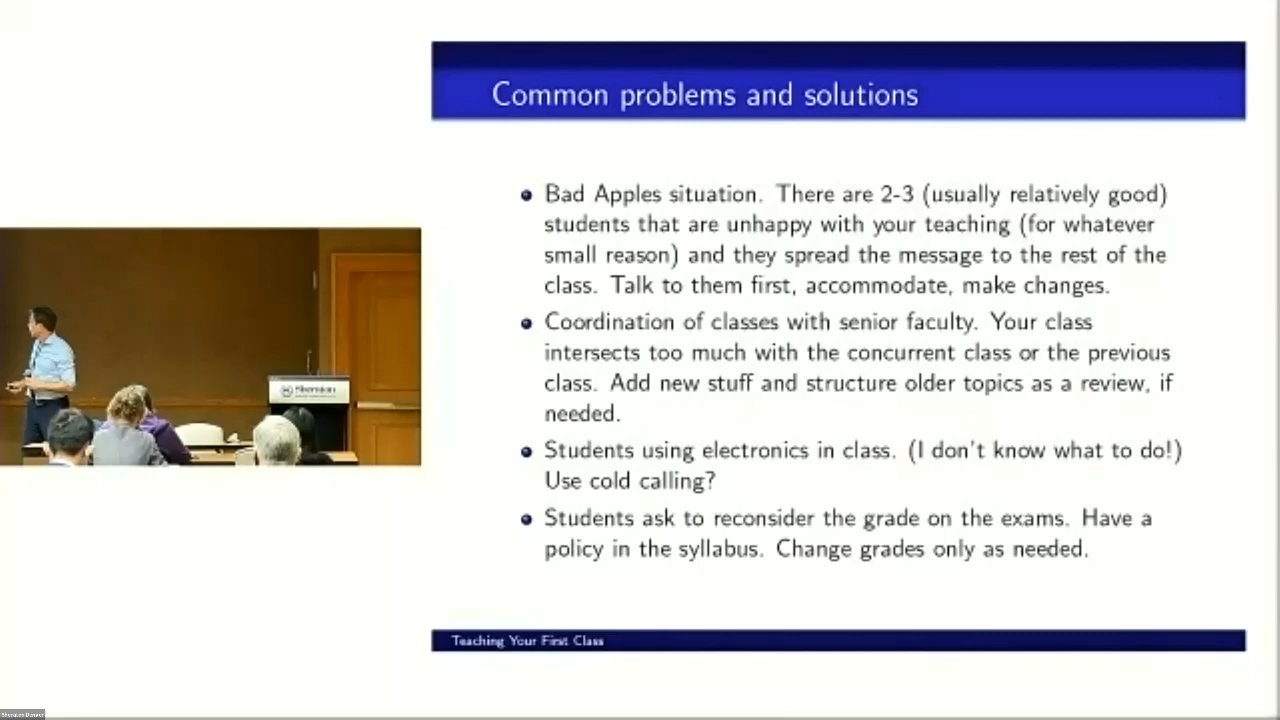 Common problems and solutions
Bad Apples situation. There are 2-3 (usually relatively good)
students that are unhappy with your teaching (for whatever
small reason) and they spread the message to the rest of the
class. Talk to them first, accommodate, make changes.
Coordination of classes with senior faculty. Your class
intersects too much with the concurrent class or the previous
class. Add new stuff and structure older topics as a review, if
needed.
Students using electronics in class. (I don't know what to do!)
Use cold calling?
Students ask to reconsider the grade on the exams. Have a
policy in the syllabus. Change grades only as needed.
Sheraton
Teaching Your First Class
Sheraton Denver